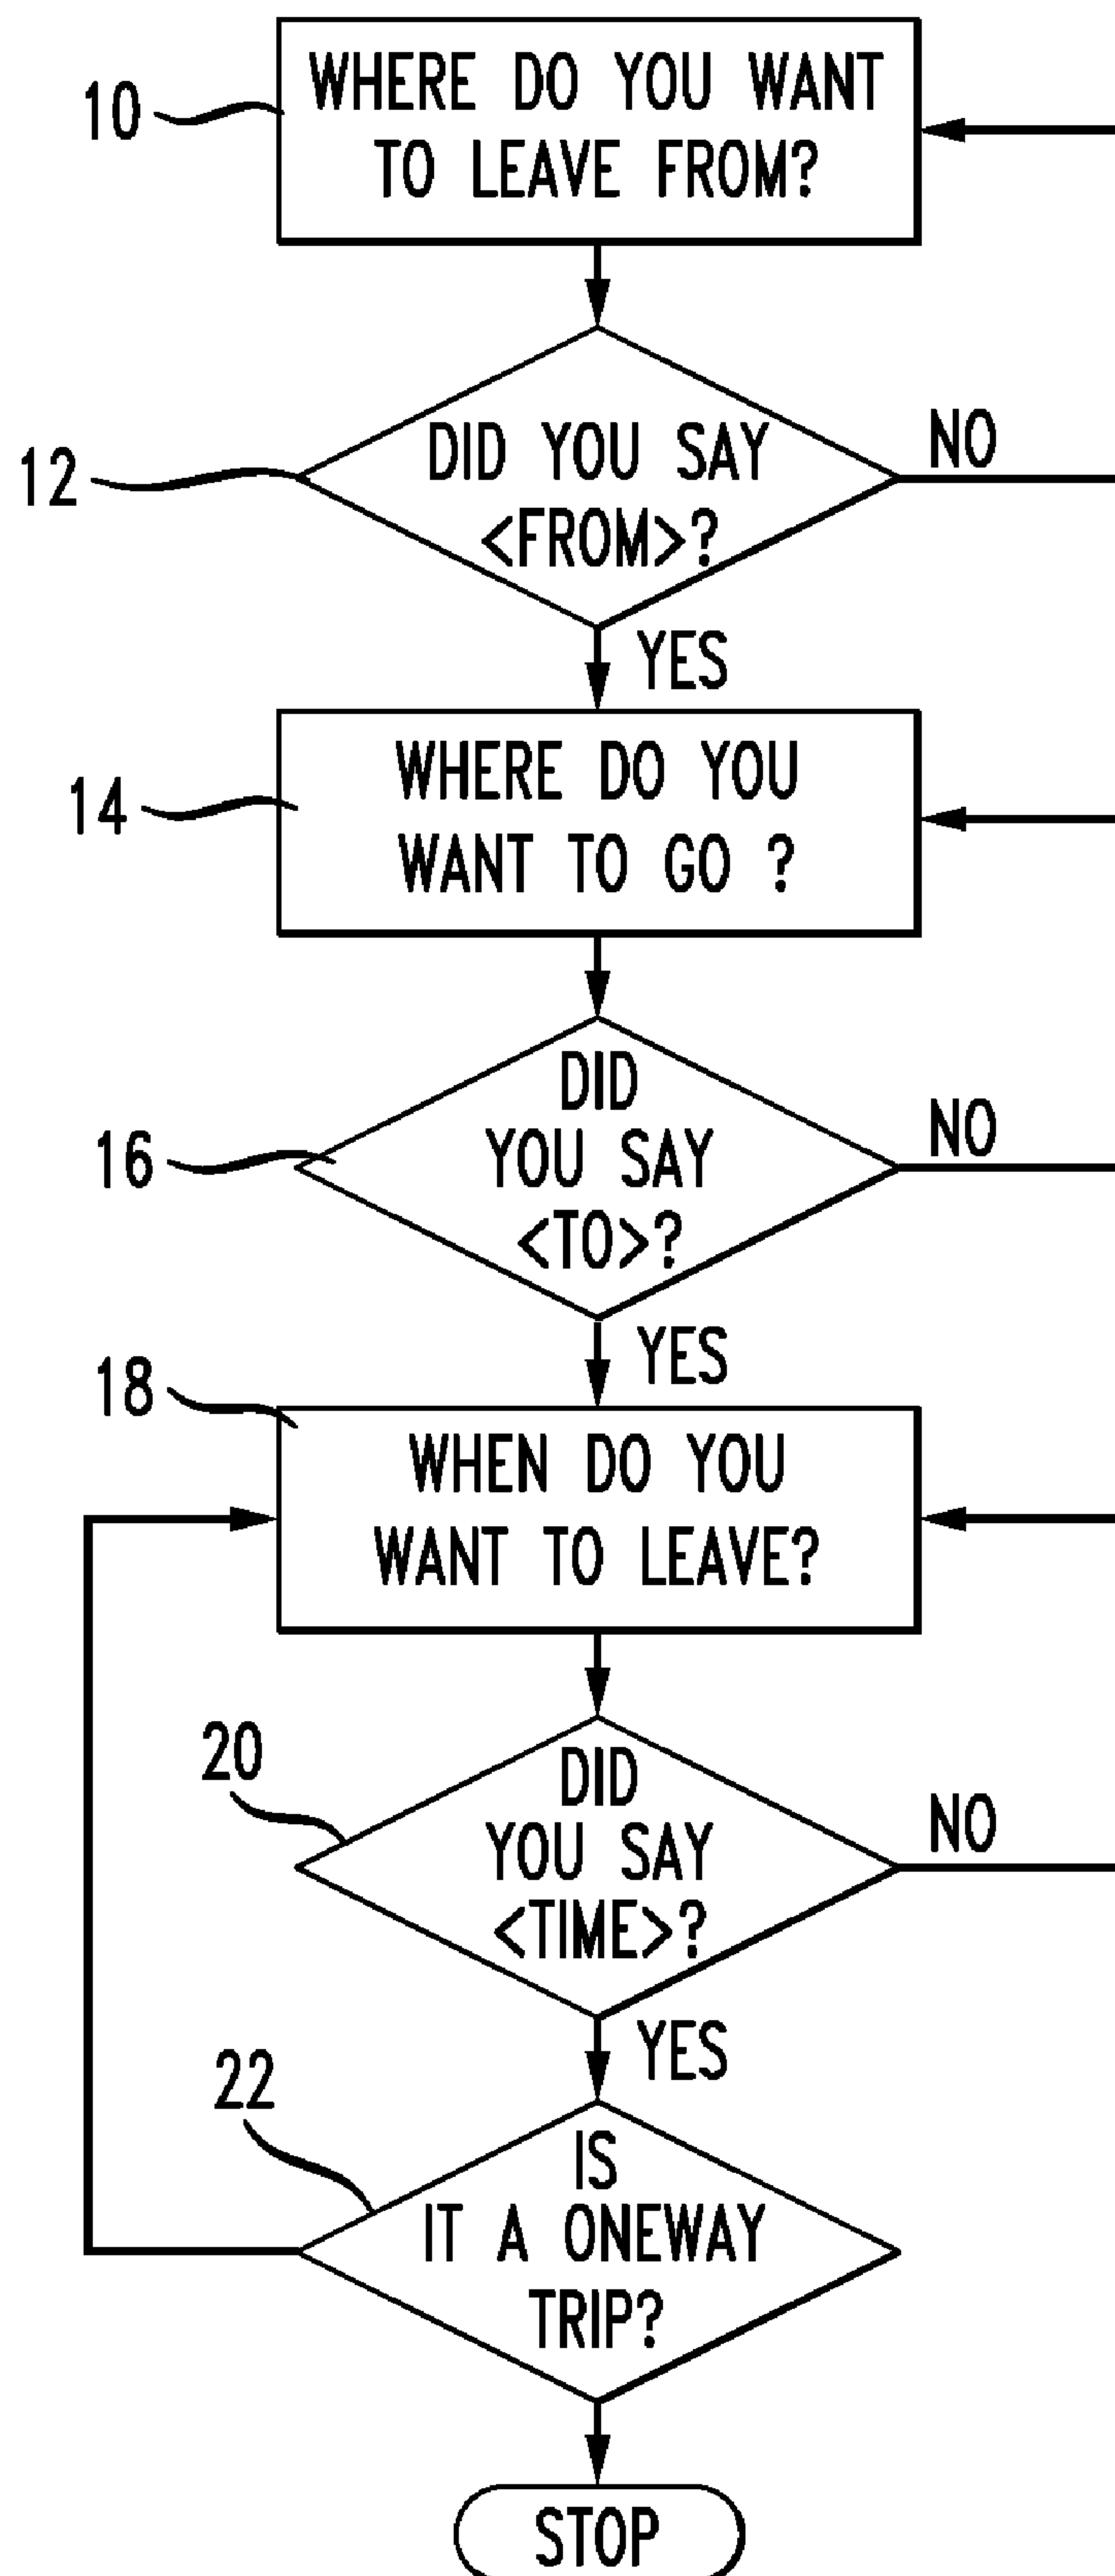 10
WHERE DO YOU WANT
TO LEAVE FROM?
12
DID YOU SAY
<FROM>?
NO
YES
14
WHERE DO YOU
WANT TO GO ?
16
DID
YOU SAY
<TO>?
NO
YES
18
WHEN DO YOU
WANT TO LEAVE?
20
DID
YOU SAY
<TIME>?
NO
YES
22
IS
IT A ONEWAY
TRIP?
STOP